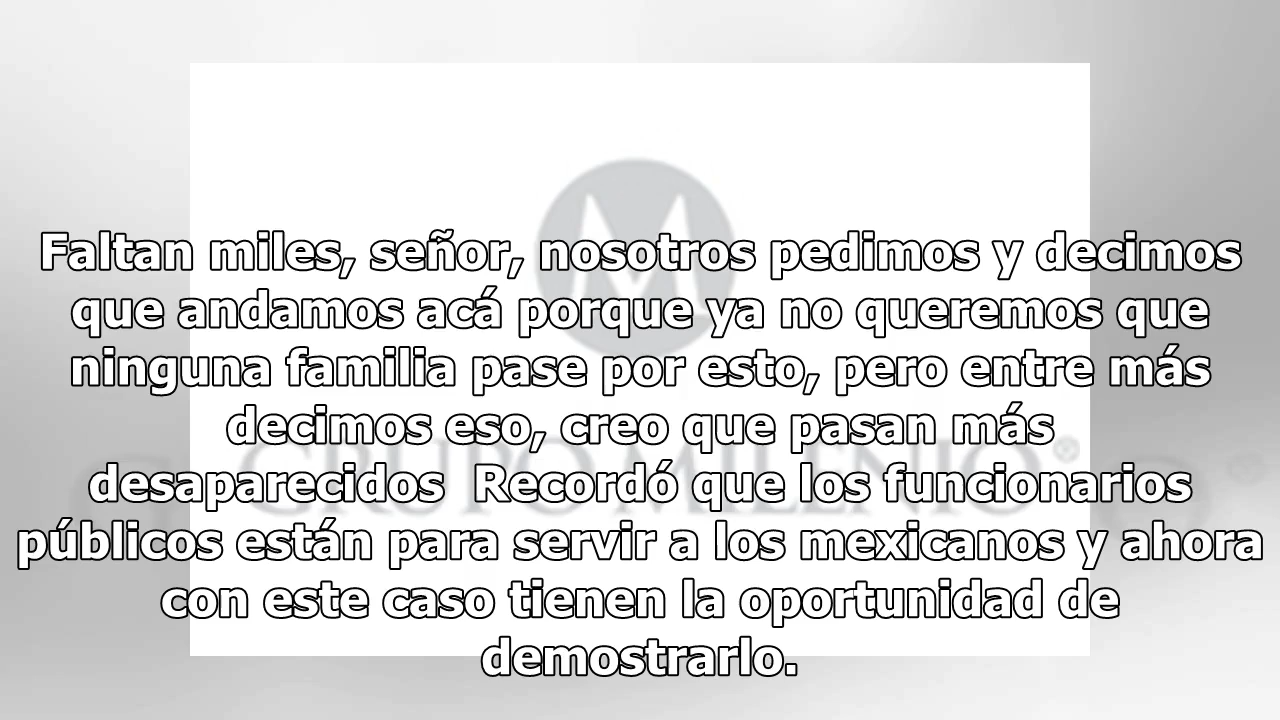 Faltan miles, señor, nosotros pedimos y decimos
que andamos acá porque ya no queremos que
ninguna familia pase por esto, pero entre más
decimos eso, creo que pasan más
desaparecidos  Recordó que los funcionarios
públicos están para servir a los mexicanos y ahora
con este caso tienen la oportunidad de
demostrarlo.
M
GRUPO MILENIO®